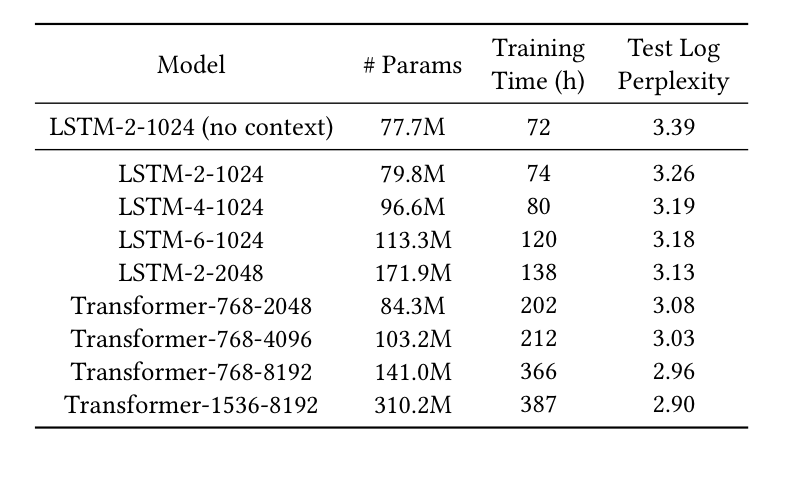 Model # Params Training Time (h) Test Log Perplexity
LSTM-2-1024 (no context) 77.7M 72 3.39
LSTM-2-1024 79.8M 74 3.26
LSTM-4-1024 96.6M 80 3.19
LSTM-6-1024 113.3M 120 3.18
LSTM-2-2048 171.9M 138 3.13
Transformer-768-2048 84.3M 202 3.08
Transformer-768-4096 103.2M 212 3.03
Transformer-768-8192 141.0M 366 2.96
Transformer-1536-8192 310.2M 387 2.90